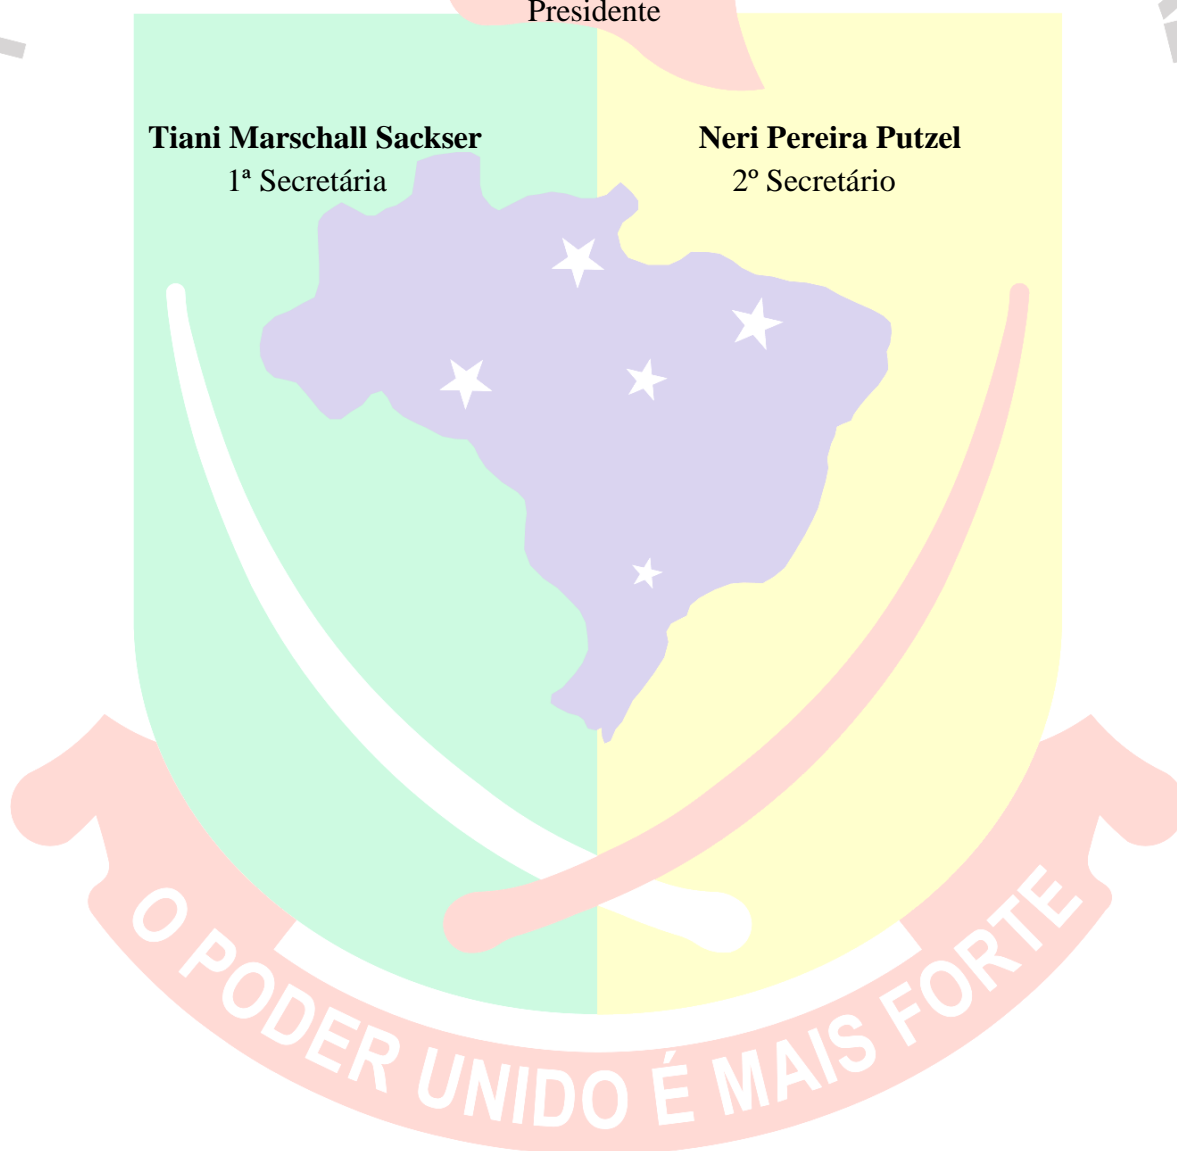 Presidente
Tiani Marschall Sackser Neri Pereira Putzel
1ª Secretária 2º Secretário
O PODER UNIDO É MAIS FORTE